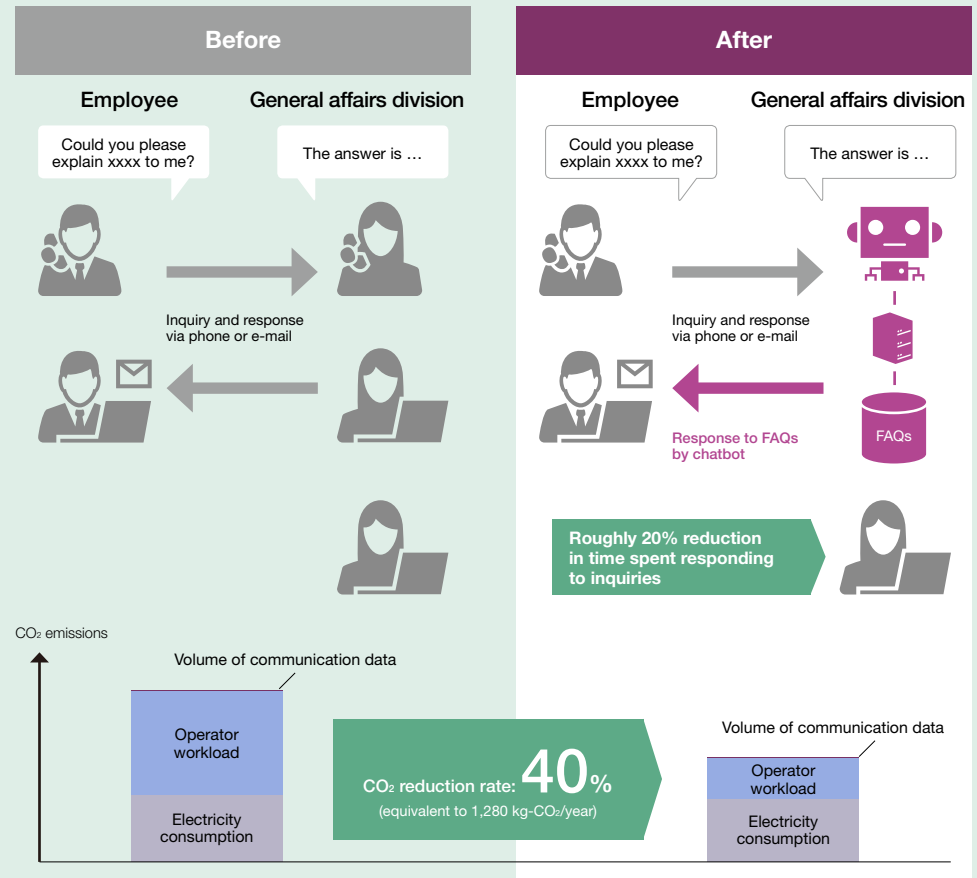 Before
Employee
General affairs division
Could you please
explain xxxx to me?
The answer is …
Inquiry and response
via phone or e-mail
After
Employee
General affairs division
Could you please
explain xxxx to me?
The answer is …
Inquiry and response
via phone or e-mail
Response to FAQs
by chatbot
FAQs
Roughly 20% reduction
in time spent responding
to inquiries
CO₂ emissions
Volume of communication data
Operator
workload
Electricity
consumption
CO₂ reduction rate: 40%
(equivalent to 1,280 kg-CO₂/year)
Volume of communication data
Operator
workload
Electricity
consumption